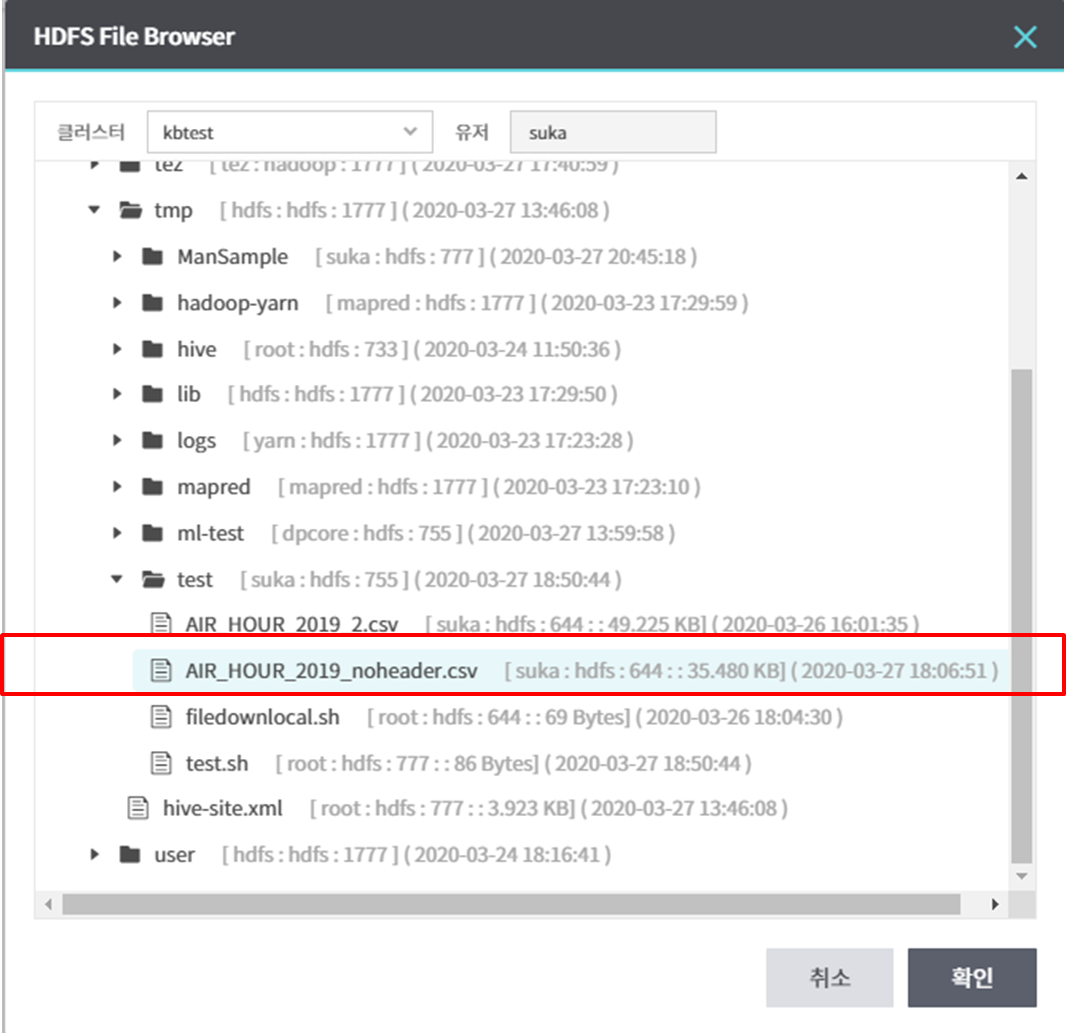 HDFS File Browser
클러스터 kbtest 유저 suka
tez [ tez : hadoop : 1777 ] ( 2020-03-27 17:40:59 )
tmp [ hdfs : hdfs : 1777 ] ( 2020-03-27 13:46:08 )
ManSample [ suka : hdfs : 777 ] ( 2020-03-27 20:45:18 )
hadoop-yarn [ mapred : hdfs : 1777 ] ( 2020-03-23 17:29:59 )
hive [ root : hdfs : 733 ] ( 2020-03-24 11:50:36 )
lib [ hdfs : hdfs : 1777 ] ( 2020-03-23 17:29:50 )
logs [ yarn : hdfs : 1777 ] ( 2020-03-23 17:23:28 )
mapred [ mapred : hdfs : 1777 ] ( 2020-03-23 17:23:10 )
ml-test [ dpcore : hdfs : 755 ] ( 2020-03-27 13:59:58 )
test [ suka : hdfs : 755 ] ( 2020-03-27 18:50:44 )
AIR_HOUR_2019_2.csv [ suka : hdfs : 644 : : 49.225 KB] ( 2020-03-26 16:01:35 )
AIR_HOUR_2019_noheader.csv [ suka : hdfs : 644 : : 35.480 KB] ( 2020-03-27 18:06:51 )
filedownlocal.sh [ root : hdfs : 644 : : 69 Bytes] ( 2020-03-26 18:04:30 )
test.sh [ root : hdfs : 777 : : 86 Bytes] ( 2020-03-27 18:50:44 )
hive-site.xml [ root : hdfs : 777 : : 3.923 KB] ( 2020-03-27 13:46:08 )
user [ hdfs : hdfs : 1777 ] ( 2020-03-24 18:16:41 )
취소 확인